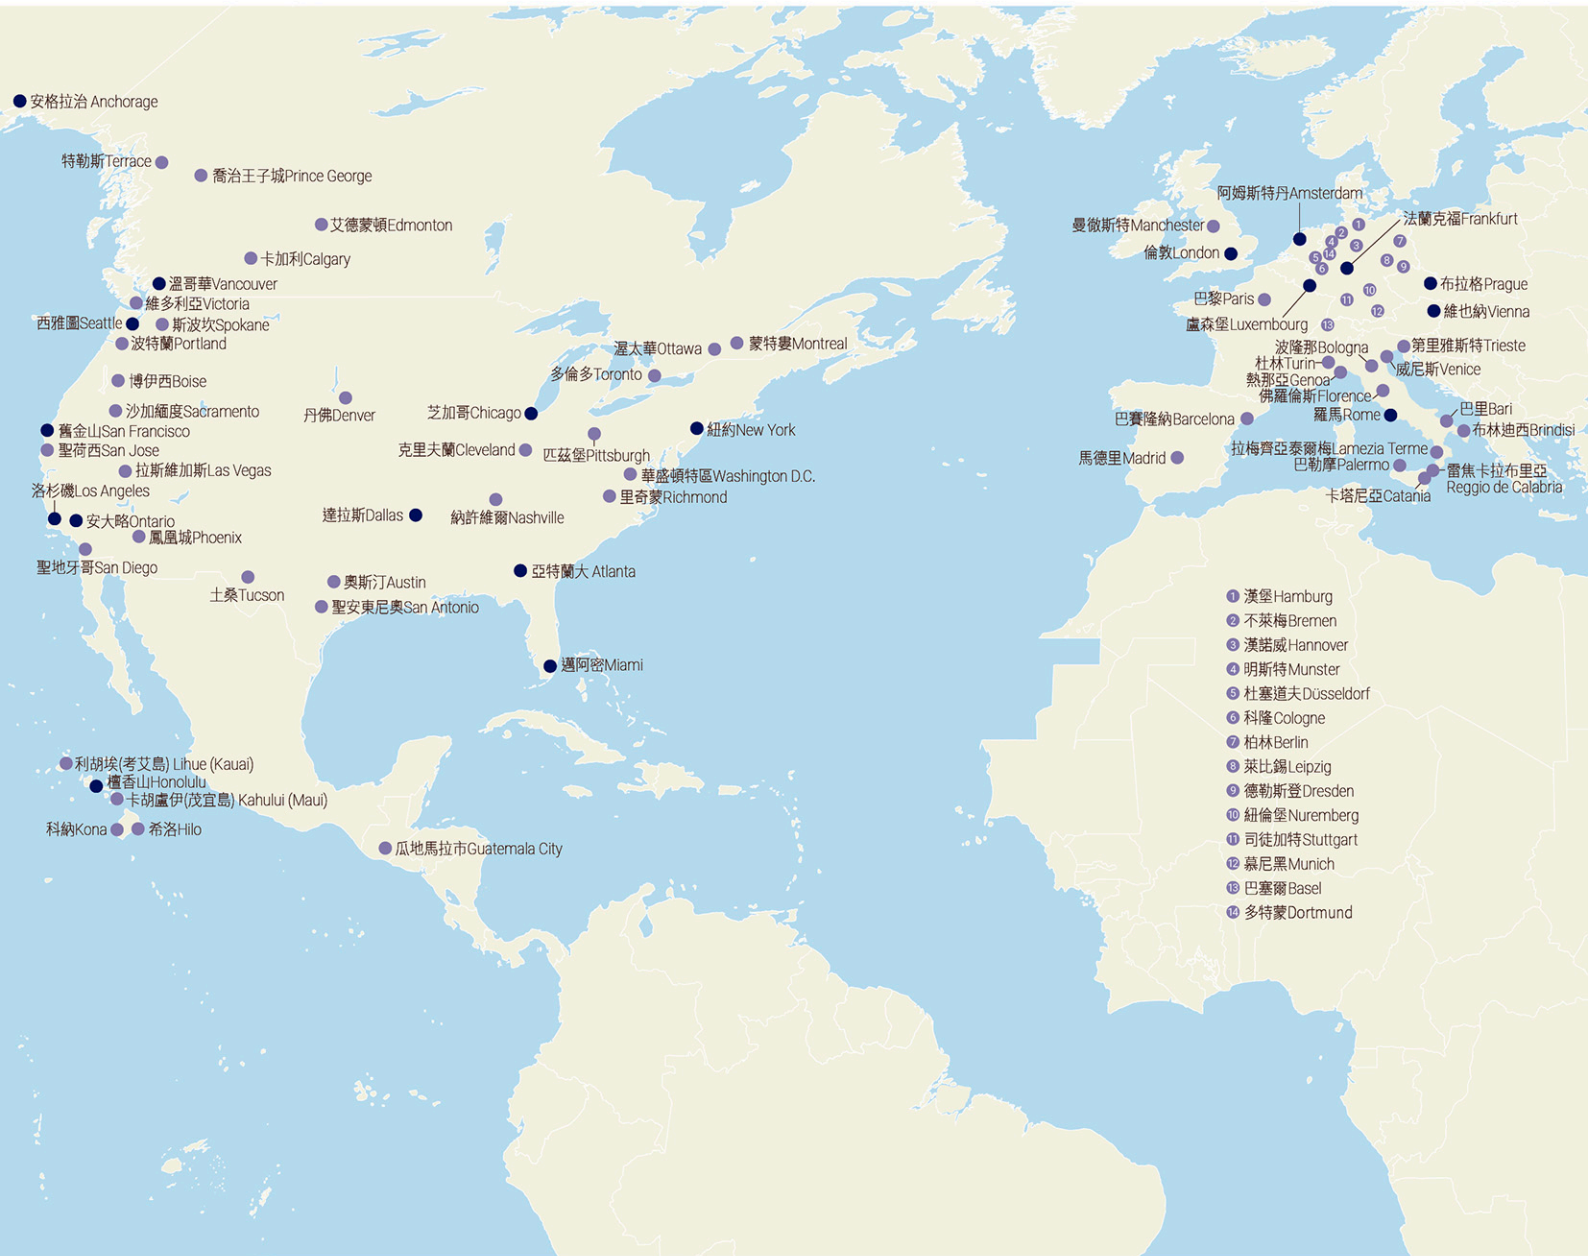 安格拉治 Anchorage
特勒斯Terrace
喬治王子城Prince George
艾德蒙頓Edmonton
卡加利Calgary
溫哥華Vancouver
維多利亞Victoria
西雅圖Seattle
斯波坎Spokane
波特蘭Portland
博伊西Boise
沙加緬度Sacramento
丹佛Denver
芝加哥Chicago
渥太華Ottawa
蒙特婁Montreal
多倫多Toronto
舊金山San Francisco
聖荷西San Jose
克里夫蘭Cleveland
匹茲堡Pittsburgh
紐約New York
拉斯維加斯Las Vegas
華盛頓特區Washington D.C.
洛杉磯Los Angeles
里奇蒙Richmond
安大略Ontario
達拉斯Dallas
納許維爾Nashville
鳳凰城Phoenix
聖地牙哥San Diego
土桑Tucson
奧斯汀Austin
亞特蘭大 Atlanta
聖安東尼奧San Antonio
邁阿密Miami
利胡埃(考艾島) Lihue (Kauai)
檀香山Honolulu
卡胡盧伊(茂宜島) Kahului (Maui)
科納Kona
希洛Hilo
瓜地馬拉市Guatemala City
阿姆斯特丹Amsterdam
曼徹斯特Manchester
法蘭克福Frankfurt
倫敦London
1
2
3
4
14
5
6
7
8
9
10
11
12
13
布拉格Prague
巴黎Paris
維也納Vienna
盧森堡Luxembourg
波隆那Bologna
第里雅斯特Trieste
杜林Turin
威尼斯Venice
熱那亞Genoa
佛羅倫斯Florence
羅馬Rome
巴里Bari
巴賽隆納Barcelona
布林迪西Brindisi
拉梅齊亞泰爾梅Lamezia Terme
馬德里Madrid
巴勒摩Palermo
雷焦卡拉布里亞
Reggio de Calabria
卡塔尼亞Catania
1 漢堡Hamburg
2 不萊梅Bremen
3 漢諾威Hannover
4 明斯特Munster
5 杜塞道夫Düsseldorf
6 科隆Cologne
7 柏林Berlin
8 萊比錫Leipzig
9 德勒斯登Dresden
10 紐倫堡Nuremberg
11 司徒加特Stuttgart
12 慕尼黑Munich
13 巴塞爾Basel
14 多特蒙Dortmund